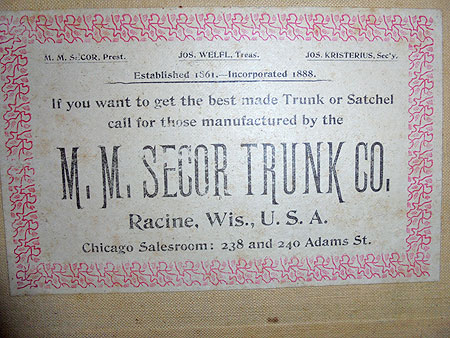 M. M. SECOR, Prest. JOS. WELFL, Treas. JOS. KRISTERIUS, Sec'y.
Established 1861.—Incorporated 1888.
If you want to get the best made Trunk or Satchel
call for those manufactured by the
M. M. SECOR TRUNK CO.
Racine, Wis., U. S. A.
Chicago Salesroom: 238 and 240 Adams St.